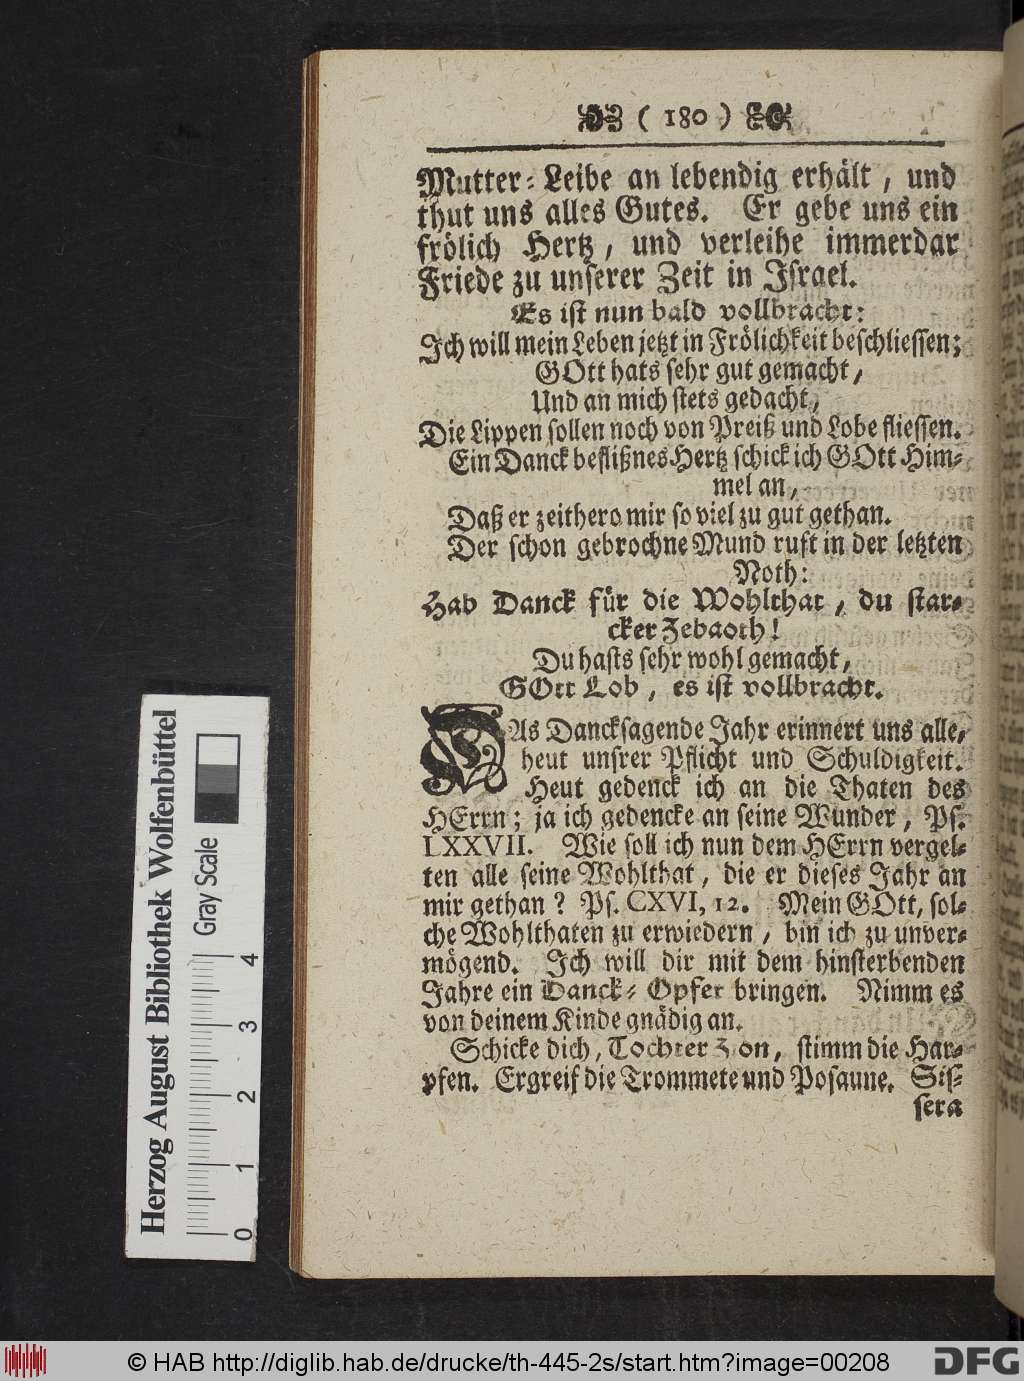 ( 180 )
Mutter-Leibe an lebendig erhält, und
thut uns alles Gutes. Er gebe uns ein
frölich Hertz, und verleihe immerdar
Friede zu unserer Zeit in Israel.
Es ist nun bald vollbracht:
Ich will mein Leben jetzt in Frölichkeit beschliessen;
GOtt hats sehr gut gemacht,
Und an mich stets gedacht,
Die Lippen sollen noch von Preiß und Lobe fliessen.
Ein Danck beflißnes Hertz schick ich GOtt Him-
mel an,
Daß er zeithero mir so viel zu gut gethan.
Der schon gebrochne Mund ruft in der letzten
Noth:
Hab Danck für die Wohlthat, du star-
cker Zebaoth!
Du hasts sehr wohl gemacht,
GOtt Lob, es ist vollbracht.
DAs Dancksagende Jahr erinnert uns alle,
heut unsrer Pflicht und Schuldigkeit.
Heut gedenck ich an die Thaten des
HErrn; ja ich gedencke an seine Wunder, Ps.
LXXVII. Wie soll ich nun dem HErrn vergel-
ten alle seine Wohlthat, die er dieses Jahr an
mir gethan? Ps. CXVI, 12. Mein GOtt, sol-
che Wohlthaten zu erwiedern, bin ich zu unver-
mögend. Ich will dir mit dem hinsterbenden
Jahre ein Danck-Opfer bringen. Nimm es
von deinem Kinde gnädig an.
Schicke dich, Tochter Zion, stimm die Har-
pfen. Ergreif die Trommete und Posaune. Sis-
sera
Herzog August Bibliothek Wolfenbüttel
Gray Scale
0 1 2 3 4
© HAB http://diglib.hab.de/drucke/th-445-2s/start.htm?image=00208
DFG